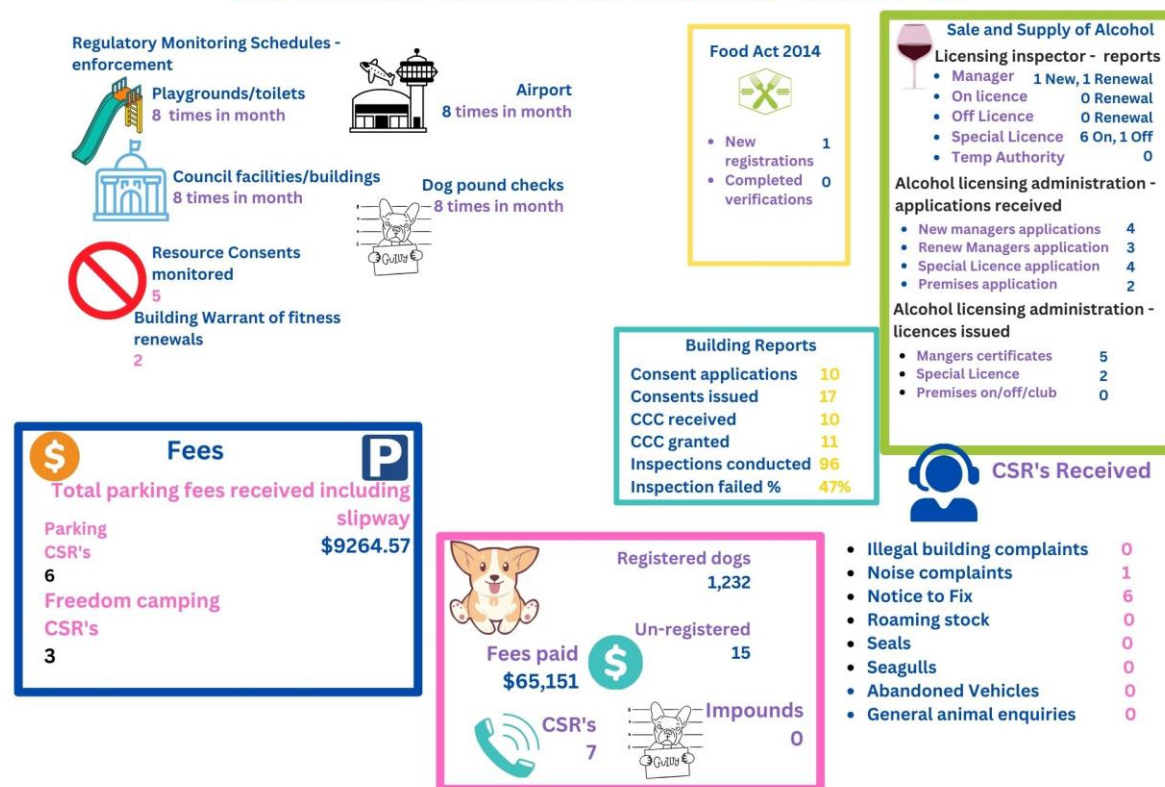 Regulatory Monitoring Schedules -
enforcement
Playgrounds/toilets
8 times in month
Airport
8 times in month
Council facilities/buildings
8 times in month
Dog pound checks
8 times in month
GUILTY
Resource Consents
monitored
5
Building Warrant of fitness
renewals
2
Food Act 2014
• New registrations 1
• Completed verifications 0
Sale and Supply of Alcohol
Licensing inspector - reports
• Manager 1 New, 1 Renewal
• On licence 0 Renewal
• Off Licence 0 Renewal
• Special Licence 6 On, 1 Off
• Temp Authority 0
Alcohol licensing administration -
applications received
• New managers applications 4
• Renew Managers application 3
• Special Licence application 4
• Premises application 2
Alcohol licensing administration -
licences issued
• Mangers certificates 5
• Special Licence 2
• Premises on/off/club 0
Building Reports
Consent applications 10
Consents issued 17
CCC received 10
CCC granted 11
Inspections conducted 96
Inspection failed % 47%
$ Fees P
Total parking fees received including
slipway
$9264.57
Parking
CSR's
6
Freedom camping
CSR's
3
Registered dogs
1,232
Un-registered
15
Fees paid $
$65,151
CSR's
7
Impounds
0
GUILTY
CSR's Received
• Illegal building complaints 0
• Noise complaints 1
• Notice to Fix 6
• Roaming stock 0
• Seals 0
• Seagulls 0
• Abandoned Vehicles 0
• General animal enquiries 0